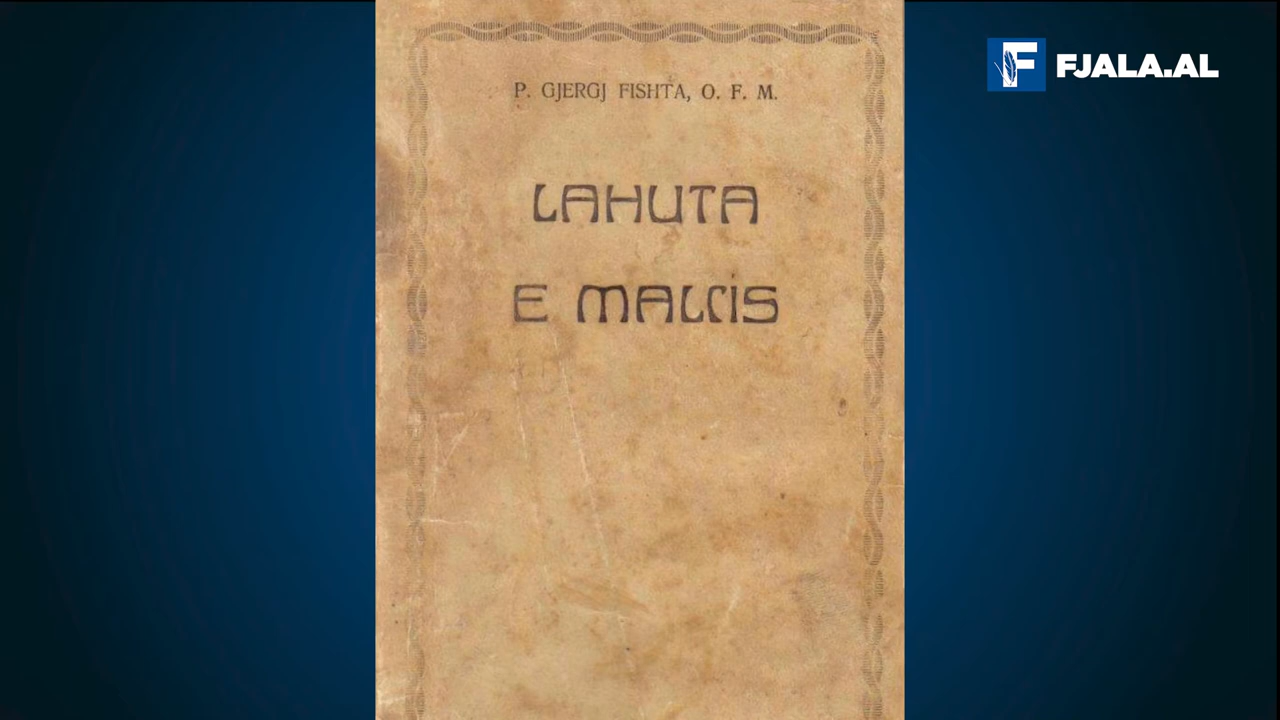 P. GJERGJ FISHTA, O. F. M.
LAHUTA
E MALCIS
FJALA.AL